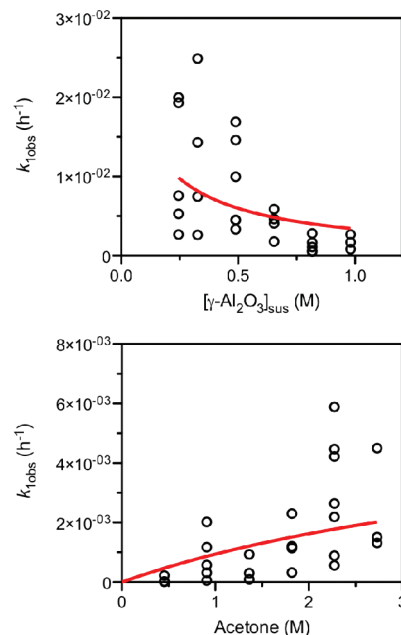 3×10⁻⁰²
2×10⁻⁰²
1×10⁻⁰²
0
k1obs (h⁻¹)
0.0 0.5 1.0
[γ-Al₂O₃]sus (M)
8×10⁻⁰³
6×10⁻⁰³
4×10⁻⁰³
2×10⁻⁰³
0
k1obs (h⁻¹)
0 1 2 3
Acetone (M)